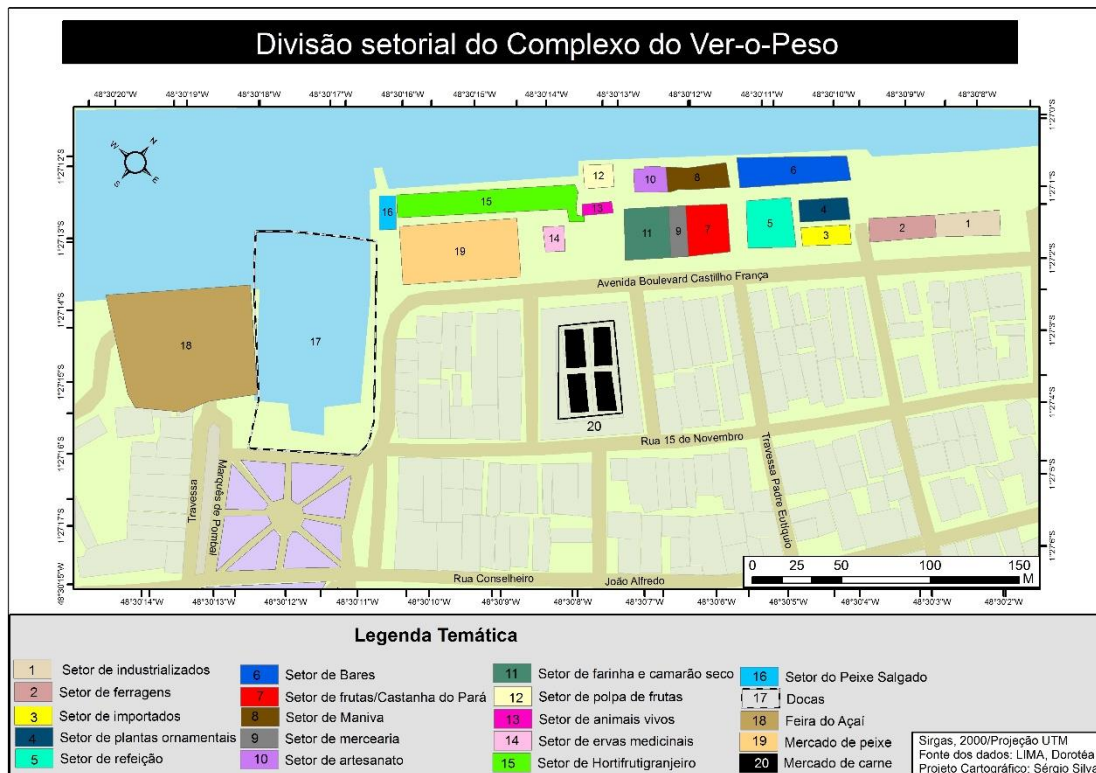 Divisão setorial do Complexo do Ver-o-Peso
48°30'20"W 48°30'19"W 48°30'18"W 48°30'17"W 48°30'16"W 48°30'15"W 48°30'14"W 48°30'13"W 48°30'12"W 48°30'11"W 48°30'10"W 48°30'9"W 48°30'8"W
1°27'0"S
1°27'1"S
1°27'2"S
1°27'3"S
1°27'4"S
1°27'5"S
1°27'6"S
1°27'12"S
1°27'13"S
1°27'14"S
1°27'15"S
1°27'16"S
1°27'17"S
N
W
E
S
6
12
10
8
16
15
13
5
4
3
2
1
19
14
11
9
7
Avenida Boulevard Castilho França
18
17
20
Rua 15 de Novembro
Travessa Padre Eutíquio
Travessa
Marquês de Pombal
Rua Conselheiro
João Alfredo
0 25 50 100 150
M
48°30'15"W
48°30'14"W 48°30'13"W 48°30'12"W 48°30'11"W 48°30'10"W 48°30'9"W 48°30'8"W 48°30'7"W 48°30'6"W 48°30'5"W 48°30'4"W 48°30'3"W 48°30'2"W
Legenda Temática
1 Setor de industrializados
2 Setor de ferragens
3 Setor de importados
4 Setor de plantas ornamentais
5 Setor de refeição
6 Setor de Bares
7 Setor de frutas/Castanha do Pará
8 Setor de Maniva
9 Setor de mercearia
10 Setor de artesanato
11 Setor de farinha e camarão seco
12 Setor de polpa de frutas
13 Setor de animais vivos
14 Setor de ervas medicinais
15 Setor de Hortifrutigranjeiro
16 Setor do Peixe Salgado
17 Docas
18 Feira do Açaí
19 Mercado de peixe
20 Mercado de carne
Sirgas, 2000/Projeção UTM
Fonte dos dados: LIMA, Dorotéa
Projeto Cartográfico: Sérgio Silva